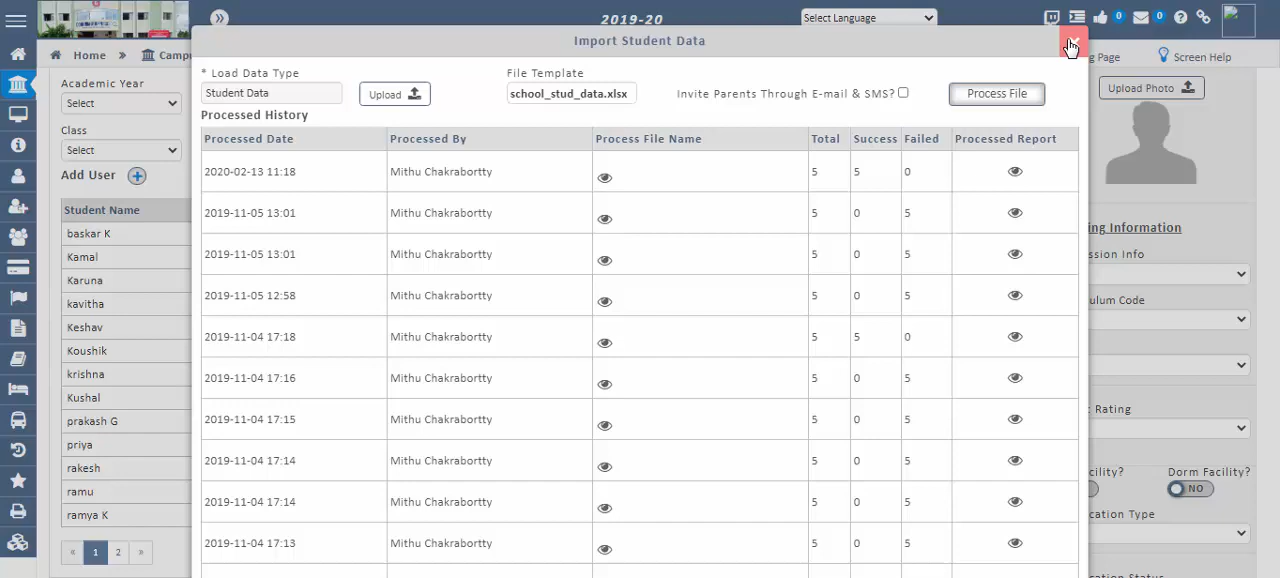 2019-20
Select Language
0
0
Import Student Data
Home
Campu
g Page
Screen Help
Academic Year
Select
Class
Select
Add User
Student Name
baskar K
Kamal
Karuna
kavitha
Keshav
Koushik
krishna
Kushal
prakash G
priya
rakesh
ramu
ramya K
« 1 2 »
* Load Data Type
Student Data
Upload
File Template
school_stud_data.xlsx
Invite Parents Through E-mail & SMS?
Process File
Processed History
Processed Date Processed By Process File Name Total Success Failed Processed Report
2020-02-13 11:18 Mithu Chakrabortty 5 5 0
2019-11-05 13:01 Mithu Chakrabortty 5 0 5
2019-11-05 13:01 Mithu Chakrabortty 5 0 5
2019-11-05 12:58 Mithu Chakrabortty 5 0 5
2019-11-04 17:18 Mithu Chakrabortty 5 5 0
2019-11-04 17:16 Mithu Chakrabortty 5 0 5
2019-11-04 17:15 Mithu Chakrabortty 5 0 5
2019-11-04 17:14 Mithu Chakrabortty 5 0 5
2019-11-04 17:14 Mithu Chakrabortty 5 0 5
2019-11-04 17:13 Mithu Chakrabortty 5 0 5
Upload Photo
ng Information
ssion Info
ulum Code
t Rating
cility?
Dorm Facility?
NO
cation Type
cation Status